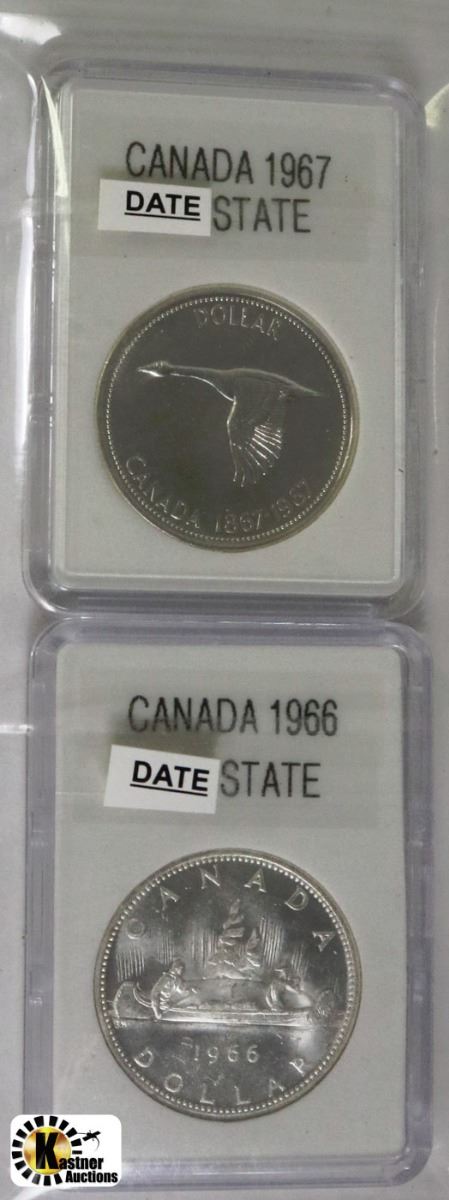 CANADA 1967
DATE STATE
DOLLAR
CANADA 1867-1967
CANADA 1966
DATE STATE
CANADA
1966
DOLLAR
Kastner
Auctions